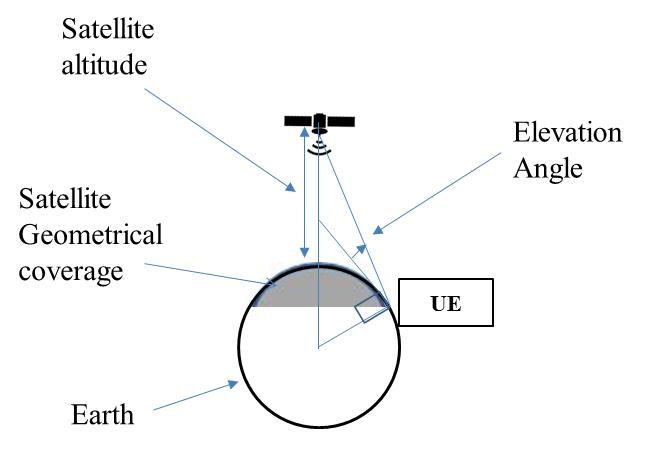 Satellite
altitude
Elevation
Angle
Satellite
Geometrical
coverage
UE
Earth